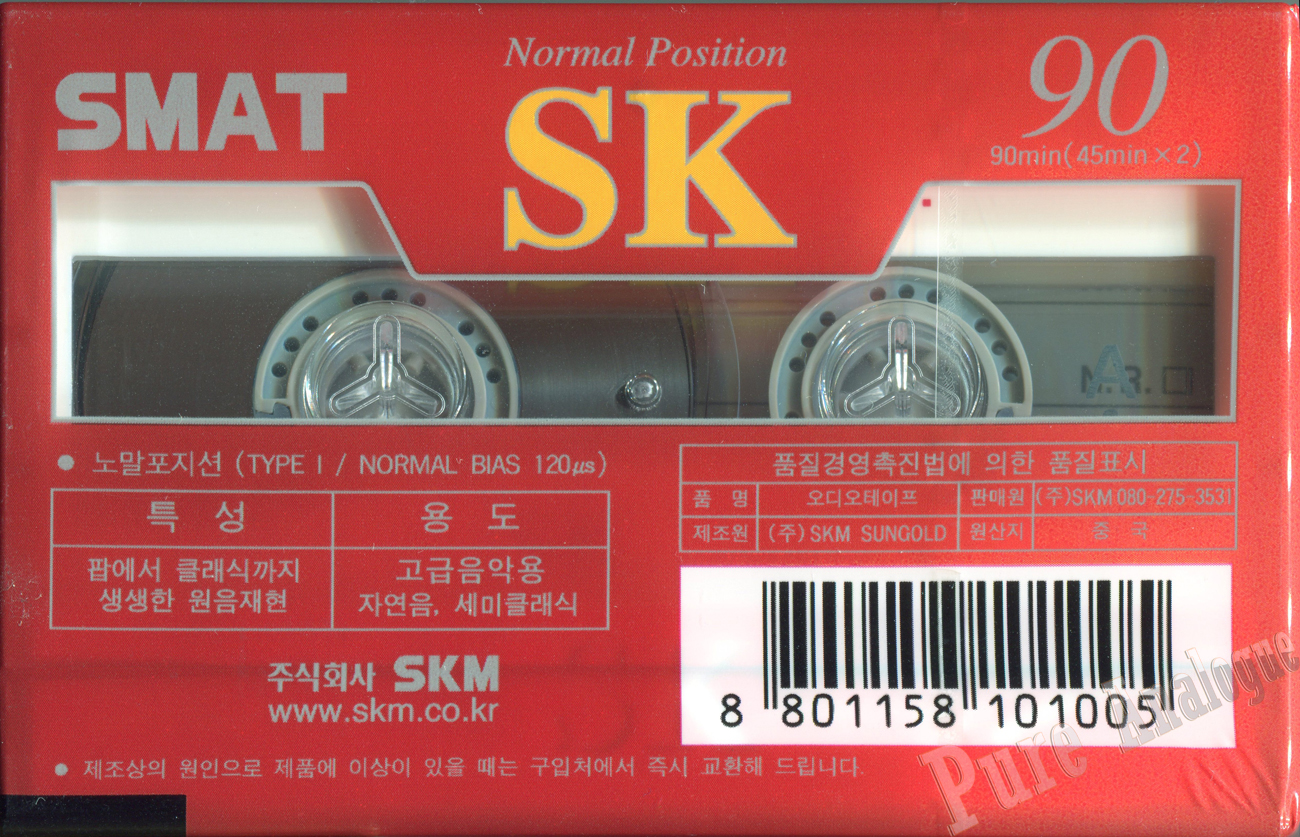 Normal Position
SMAT
SK
90
90min(45min×2)
M.R.
A
● 노말포지션 (TYPE I / NORMAL BIAS 120μs)
특 성
용 도
팝에서 클래식까지
생생한 원음재현
고급음악용
자연음, 세미클래식
품질경영촉진법에 의한 품질표시
품 명 오디오테이프 판매원 (주)SKM 080-275-3531
제조원 (주) SKM SUNGOLD 원산지 중 국
주식회사 SKM
www.skm.co.kr
8 801158 101005
● 제조상의 원인으로 제품에 이상이 있을 때는 구입처에서 즉시 교환해 드립니다.
Pure Analogue